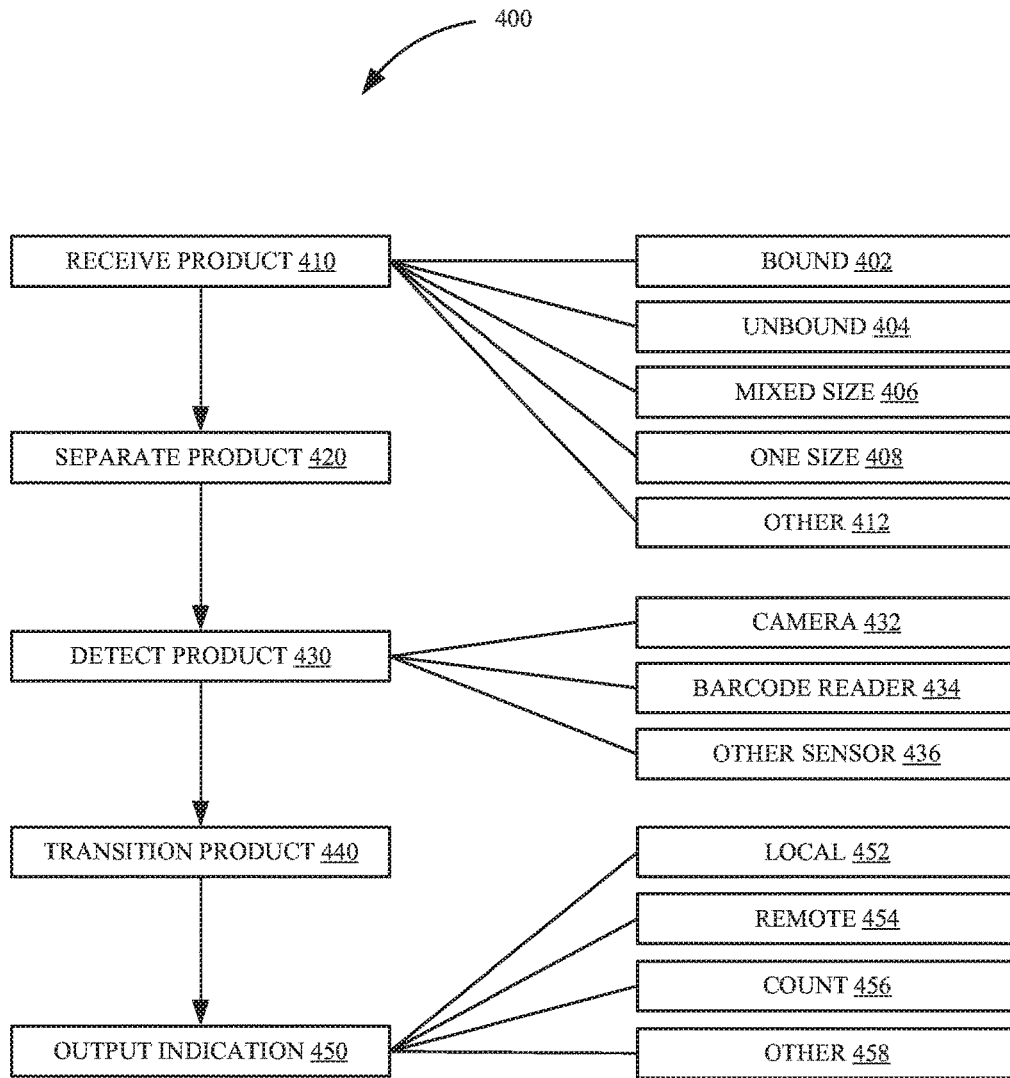 400
RECEIVE PRODUCT 410
BOUND 402
UNBOUND 404
MIXED SIZE 406
SEPARATE PRODUCT 420
ONE SIZE 408
OTHER 412
CAMERA 432
DETECT PRODUCT 430
BARCODE READER 434
OTHER SENSOR 436
TRANSITION PRODUCT 440
LOCAL 452
REMOTE 454
COUNT 456
OUTPUT INDICATION 450
OTHER 458